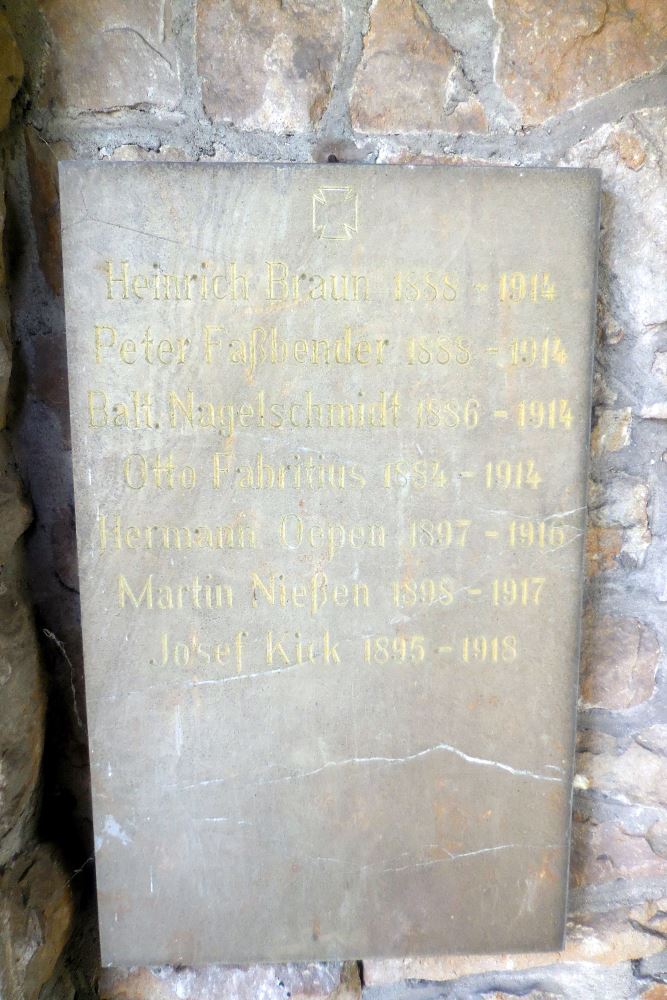 Heinrich Braun 1888 - 1914
Peter Faßbender 1888 - 1914
Balt. Nagelschmidt 1886 - 1914
Otto Fabritius 1884 - 1914
Hermann Oepen 1897 - 1916
Martin Nießen 1898 - 1917
Josef Kick 1895 - 1918